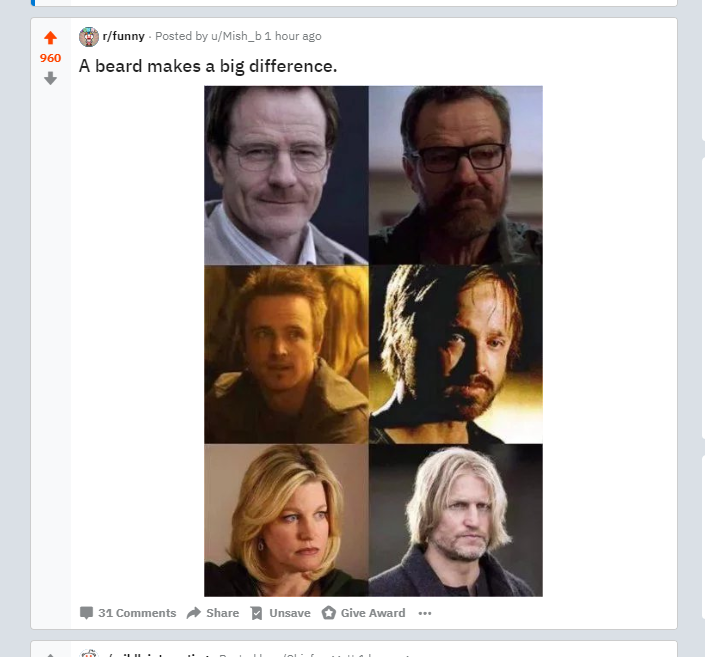 r/funny · Posted by u/Mish_b 1 hour ago
960
A beard makes a big difference.
31 Comments Share Unsave Give Award